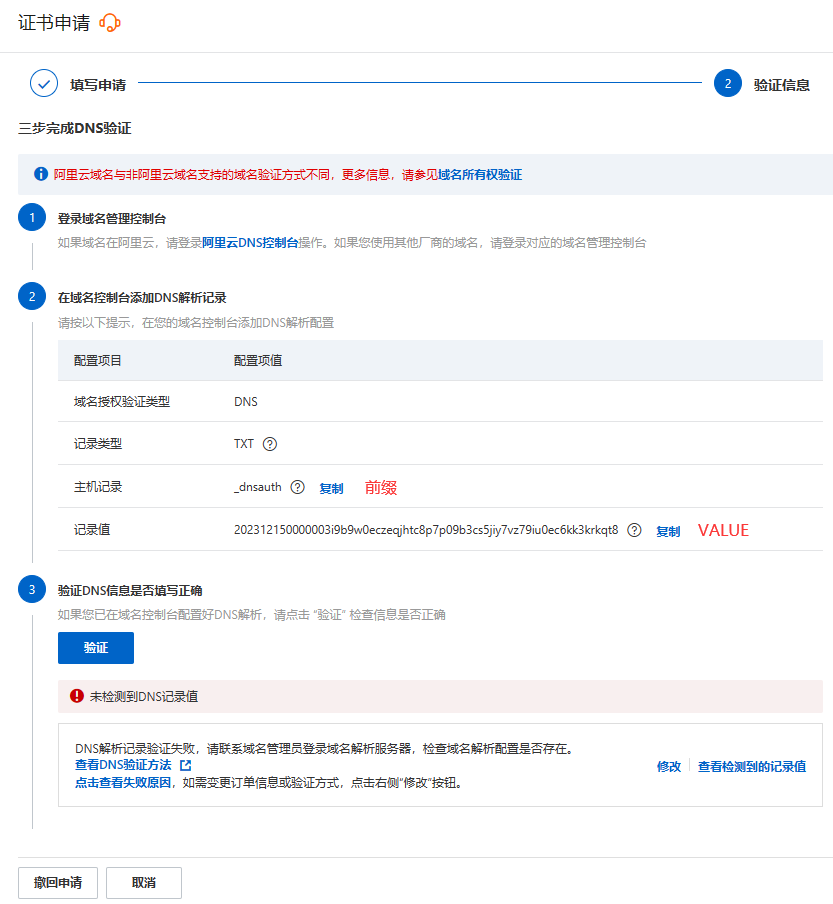 证书申请
填写申请
2 验证信息
三步完成DNS验证
阿里云域名与非阿里云域名支持的域名验证方式不同，更多信息，请参见域名所有权验证
1 登录域名管理控制台
如果域名在阿里云，请登录阿里云DNS控制台操作。如果您使用其他厂商的域名，请登录对应的域名管理控制台
2 在域名控制台添加DNS解析记录
请按以下提示，在您的域名控制台添加DNS解析配置
配置项目 配置项值
域名授权验证类型 DNS
记录类型 TXT ?
主机记录 _dnsauth ? 复制 前缀
记录值 202312150000003i9b9w0eczeqjhtc8p7p09b3cs5jiy7vz79iu0ec6kk3krkqt8 ? 复制 VALUE
3 验证DNS信息是否填写正确
如果您已在域名控制台配置好DNS解析，请点击 “验证” 检查信息是否正确
验证
未检测到DNS记录值
DNS解析记录验证失败，请联系域名管理员登录域名解析服务器，检查域名解析配置是否存在。
查看DNS验证方法
点击查看失败原因，如需变更订单信息或验证方式，点击右侧“修改”按钮。
修改 查看检测到的记录值
撤回申请 取消